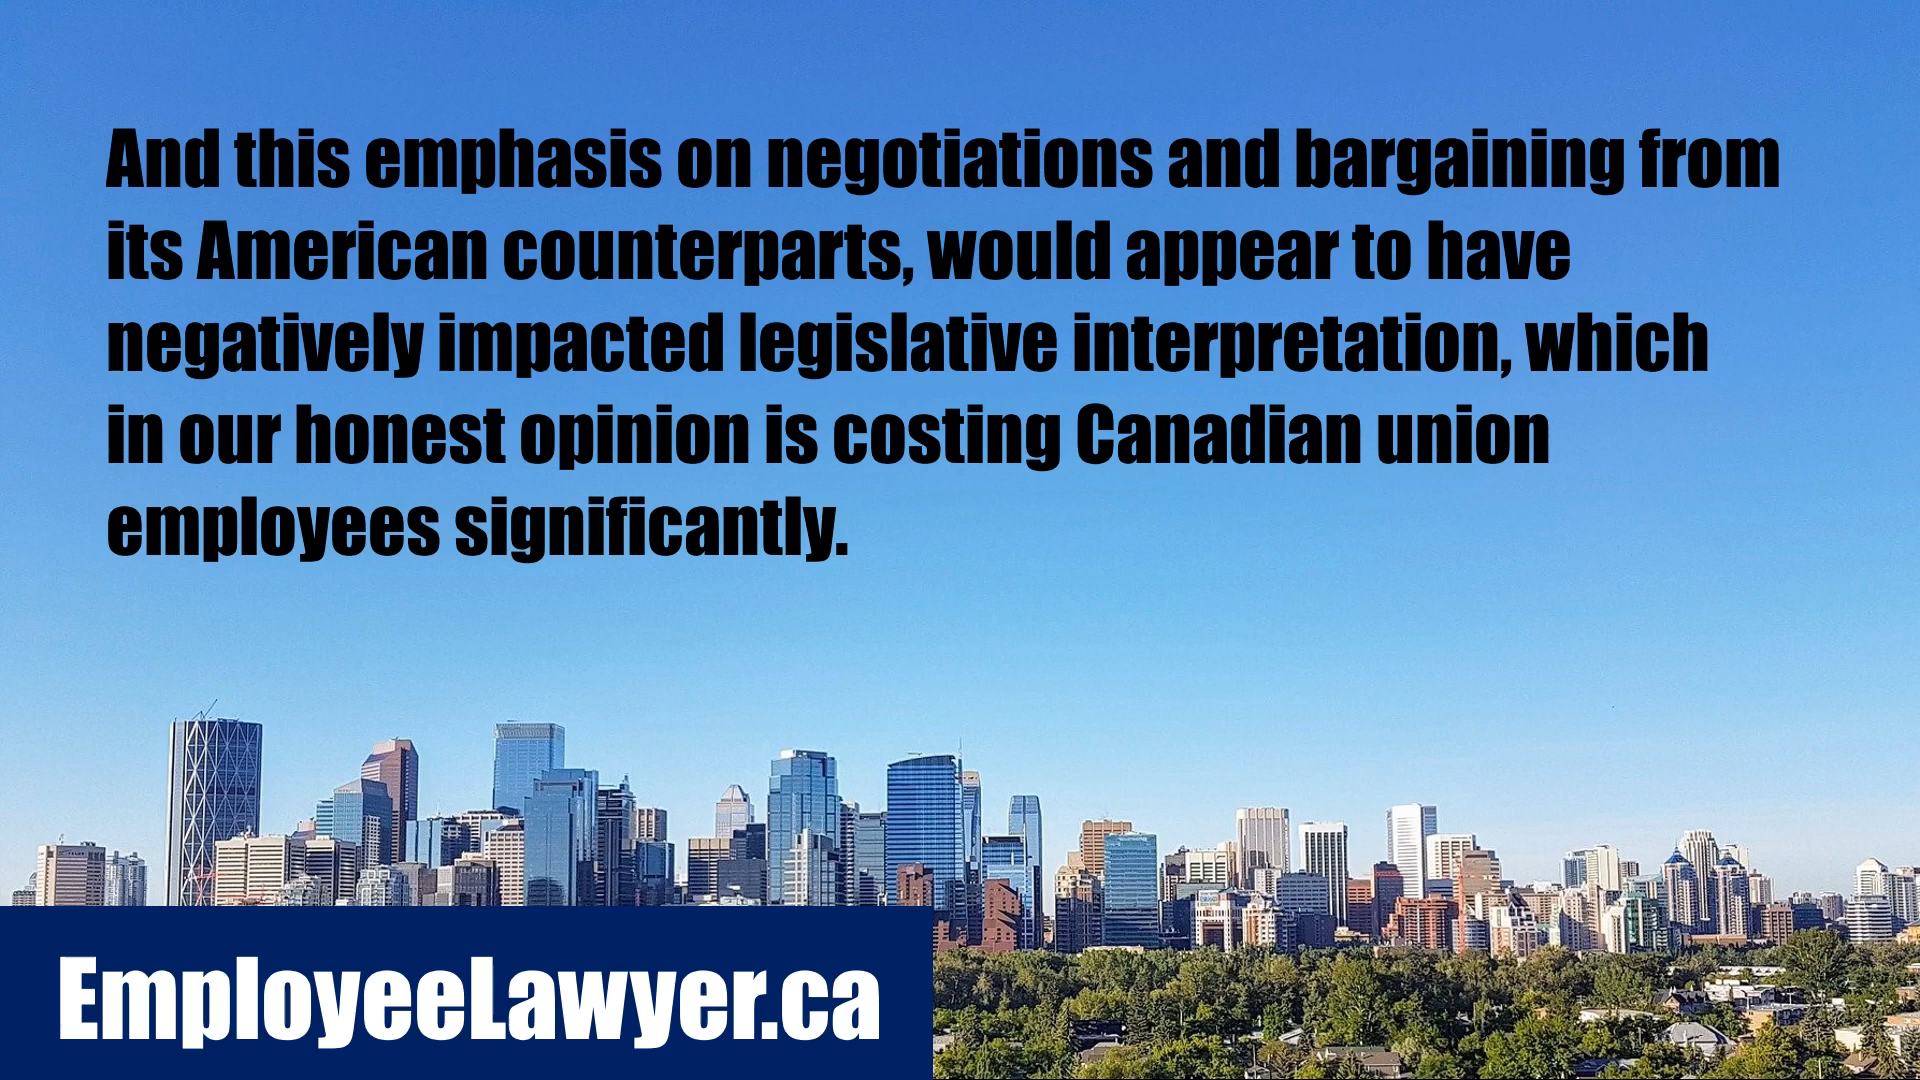 And this emphasis on negotiations and bargaining from
its American counterparts, would appear to have
negatively impacted legislative interpretation, which
in our honest opinion is costing Canadian union
employees significantly.
EmployeeLawyer.ca